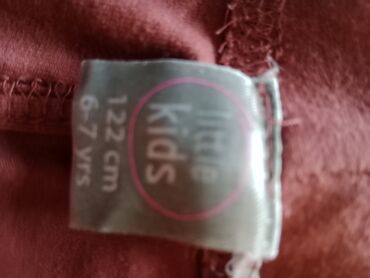 little
kids
122 cm
6-7 yrs